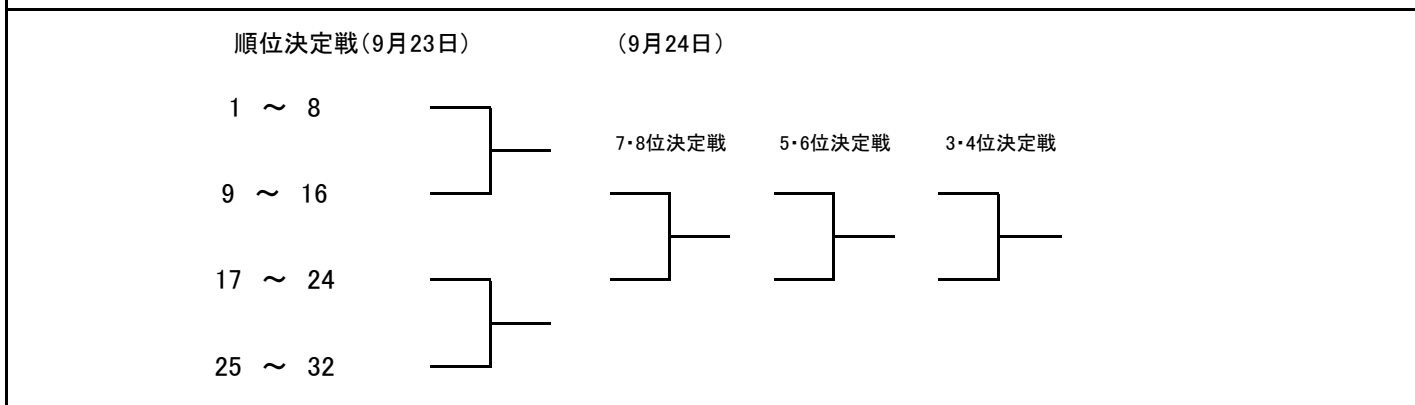 順位決定戦(9月23日) (9月24日)
1 ～ 8
7・8位決定戦 5・6位決定戦 3・4位決定戦
9 ～ 16
17 ～ 24
25 ～ 32